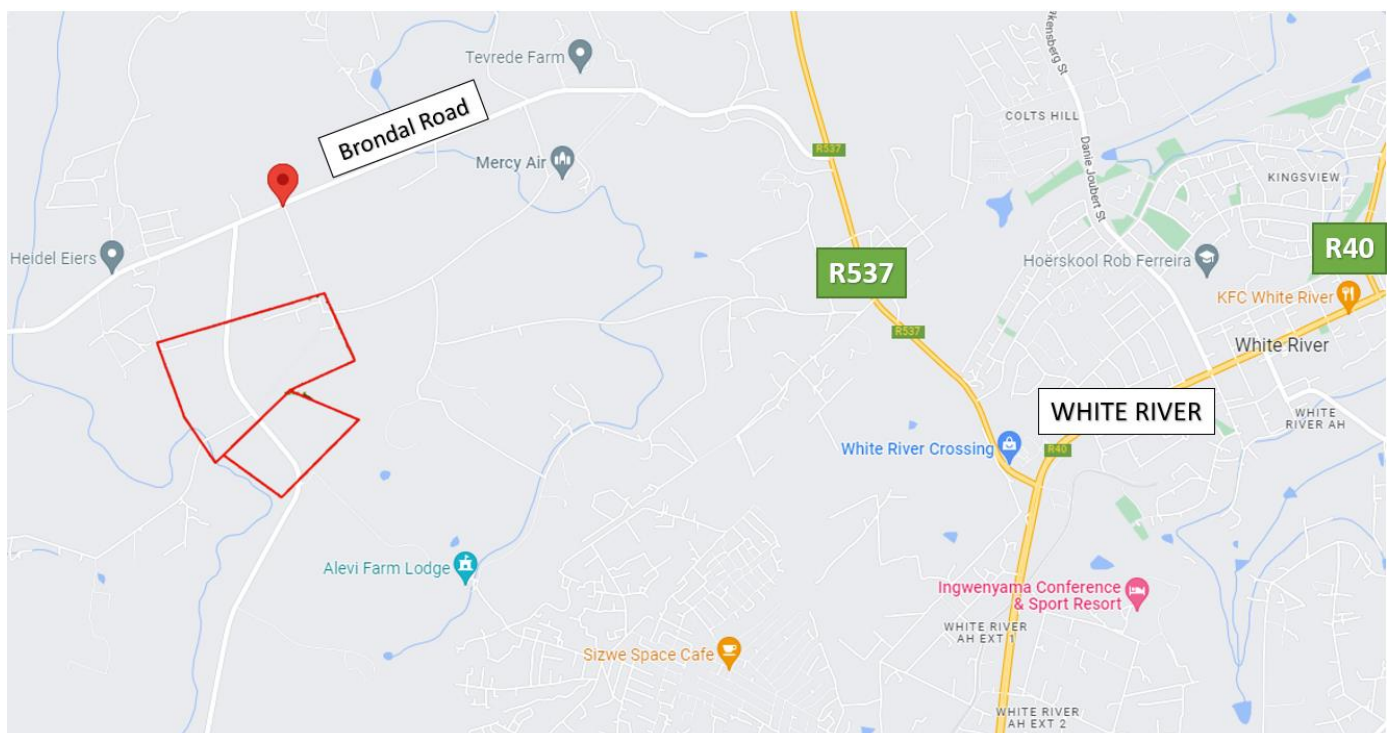 Tevrede Farm
Brondal Road
Mercy Air
Heidel Eiers
R537
R537
R537
COLTS HILL
Danie Joubert St
KINGSVIEW
Hoërskool Rob Ferreira
R40
KFC White River
White River
WHITE RIVER
WHITE
RIVER AH
White River Crossing
R40
Alevi Farm Lodge
Ingwenyama Conference
& Sport Resort
WHITE RIVER
AH EXT 1
Sizwe Space Cafe
WHITE RIVER
AH EXT 2